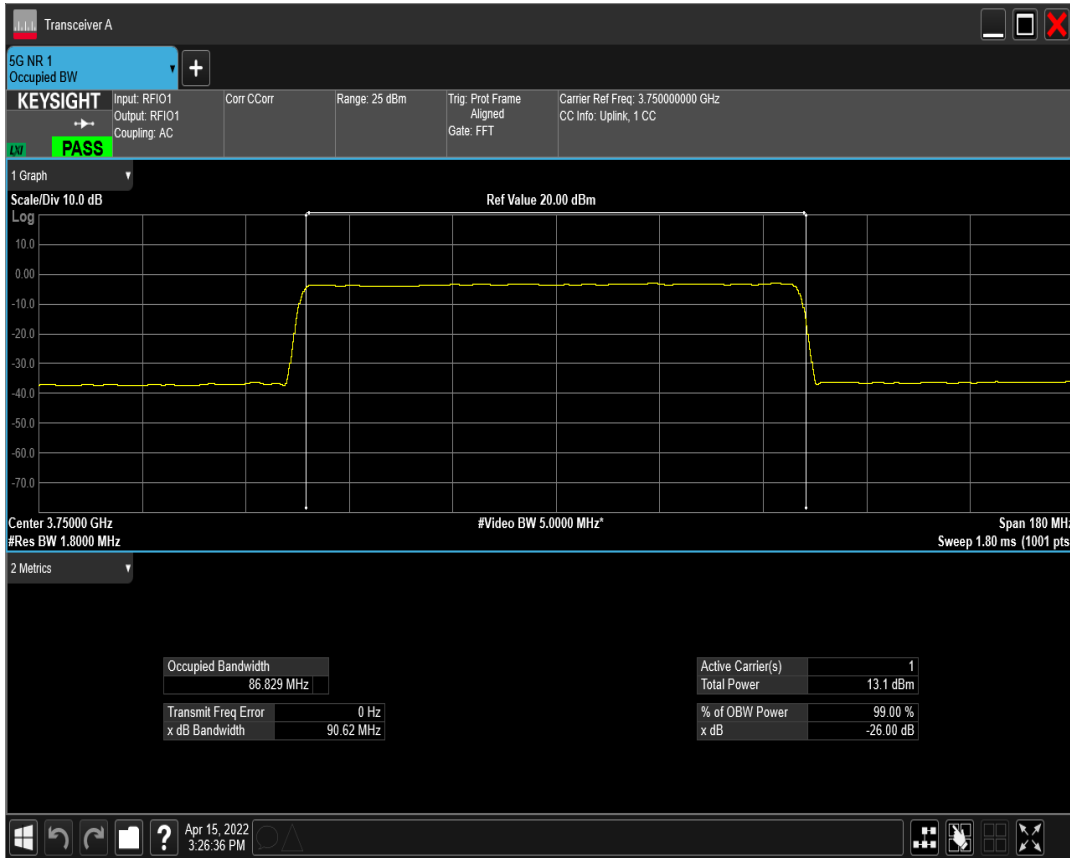 Transceiver A
5G NR 1
Occupied BW
KEYSIGHT
LXI
PASS
Input: RFIO1
Output: RFIO1
Coupling: AC
Corr CCorr
Range: 25 dBm
Trig: Prot Frame
Aligned
Gate: FFT
Carrier Ref Freq: 3.750000000 GHz
CC Info: Uplink, 1 CC
1 Graph
Scale/Div 10.0 dB
Ref Value 20.00 dBm
Log
10.0
0.00
-10.0
-20.0
-30.0
-40.0
-50.0
-60.0
-70.0
Center 3.75000 GHz
#Video BW 5.0000 MHz*
Span 180 MHz
#Res BW 1.8000 MHz
Sweep 1.80 ms (1001 pts
2 Metrics
Occupied Bandwidth
86.829 MHz
Transmit Freq Error 0 Hz
x dB Bandwidth 90.62 MHz
Active Carrier(s) 1
Total Power 13.1 dBm
% of OBW Power 99.00 %
x dB -26.00 dB
?
Apr 15, 2022
3:26:36 PM